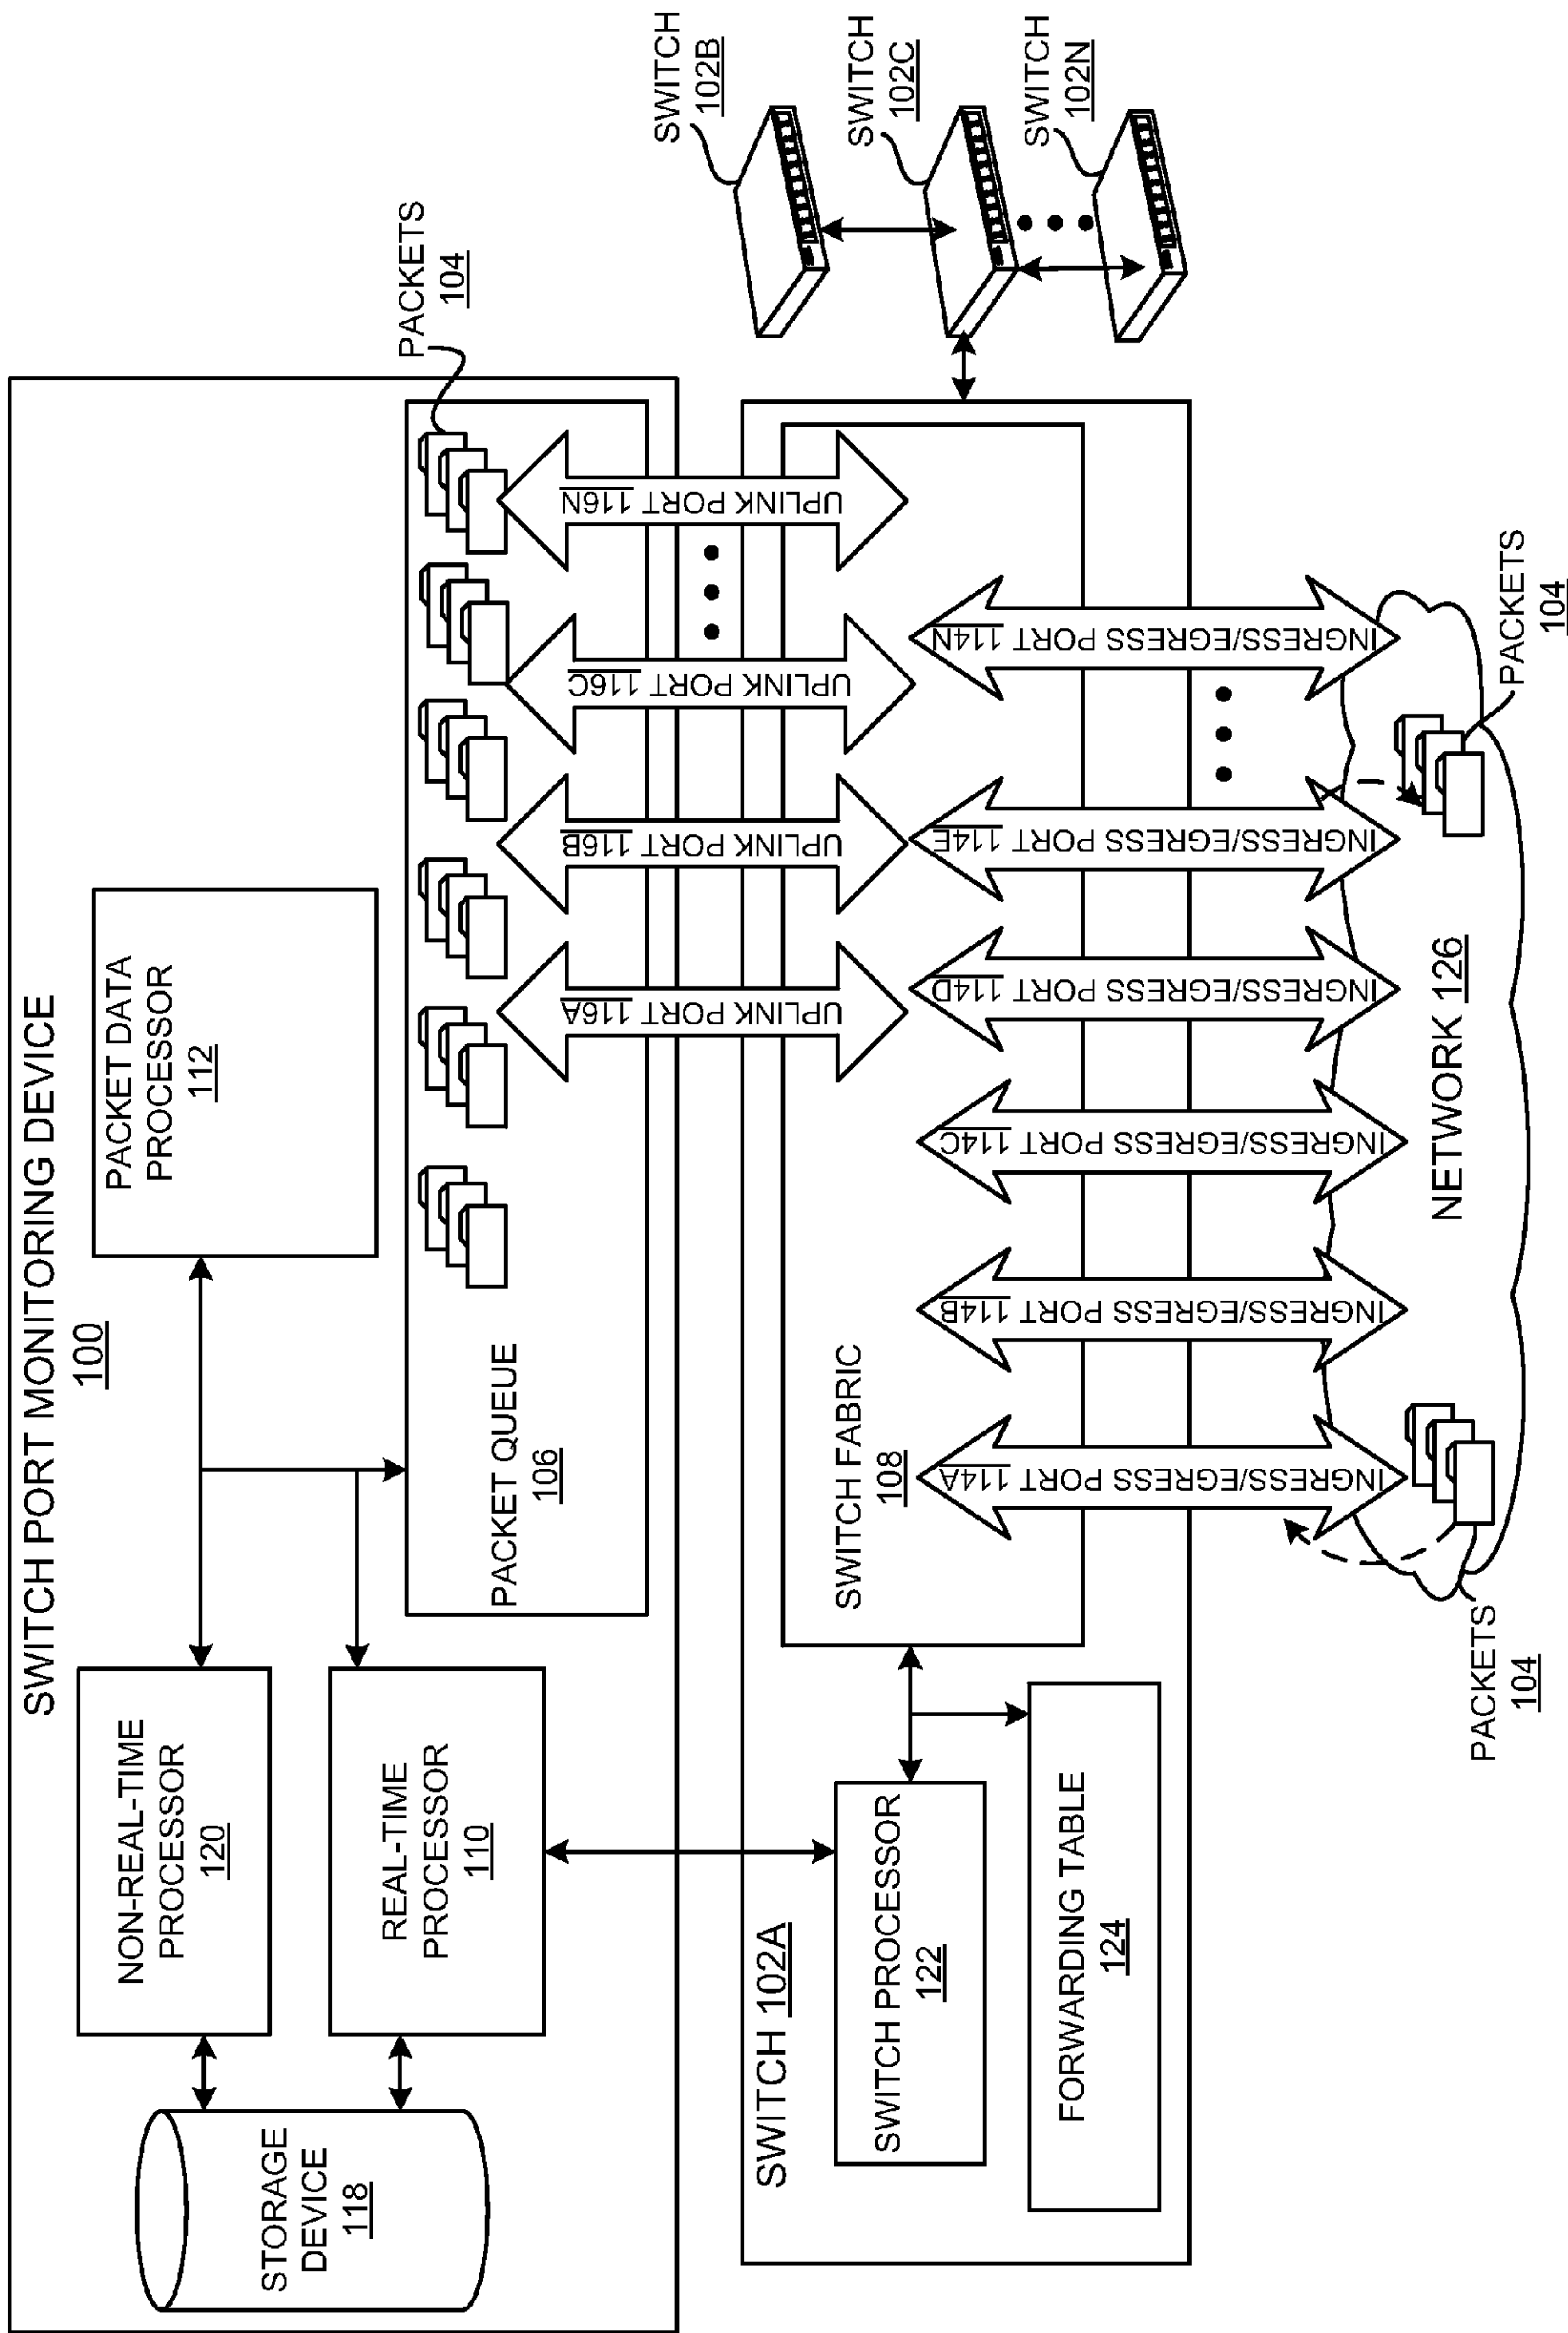 SWITCH PORT MONITORING DEVICE
100
STORAGE
DEVICE
118
NON-REAL-TIME
PROCESSOR
120
REAL-TIME
PROCESSOR
110
PACKET DATA
PROCESSOR
112
PACKET QUEUE
106
PACKETS
104
UPLINK PORT 116A
UPLINK PORT 116B
UPLINK PORT 116C
UPLINK PORT 116N
SWITCH 102A
SWITCH PROCESSOR
122
FORWARDING TABLE
124
SWITCH FABRIC
108
INGRESS/EGRESS PORT 114A
INGRESS/EGRESS PORT 114B
INGRESS/EGRESS PORT 114C
INGRESS/EGRESS PORT 114D
INGRESS/EGRESS PORT 114E
INGRESS/EGRESS PORT 114N
SWITCH
102B
SWITCH
102C
SWITCH
102N
NETWORK 126
PACKETS
104
PACKETS
104